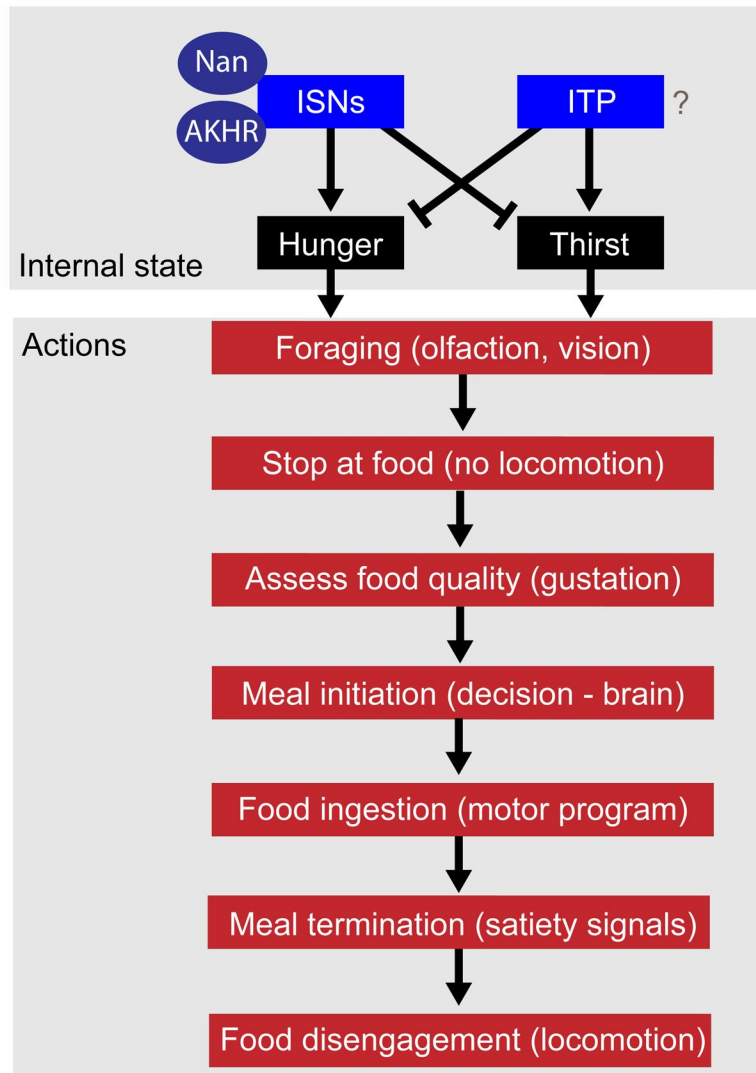 Nan
ISNs
ITP
?
AKHR
Hunger
Thirst
Internal state
Actions
Foraging (olfaction, vision)
Stop at food (no locomotion)
Assess food quality (gustation)
Meal initiation (decision - brain)
Food ingestion (motor program)
Meal termination (satiety signals)
Food disengagement (locomotion)